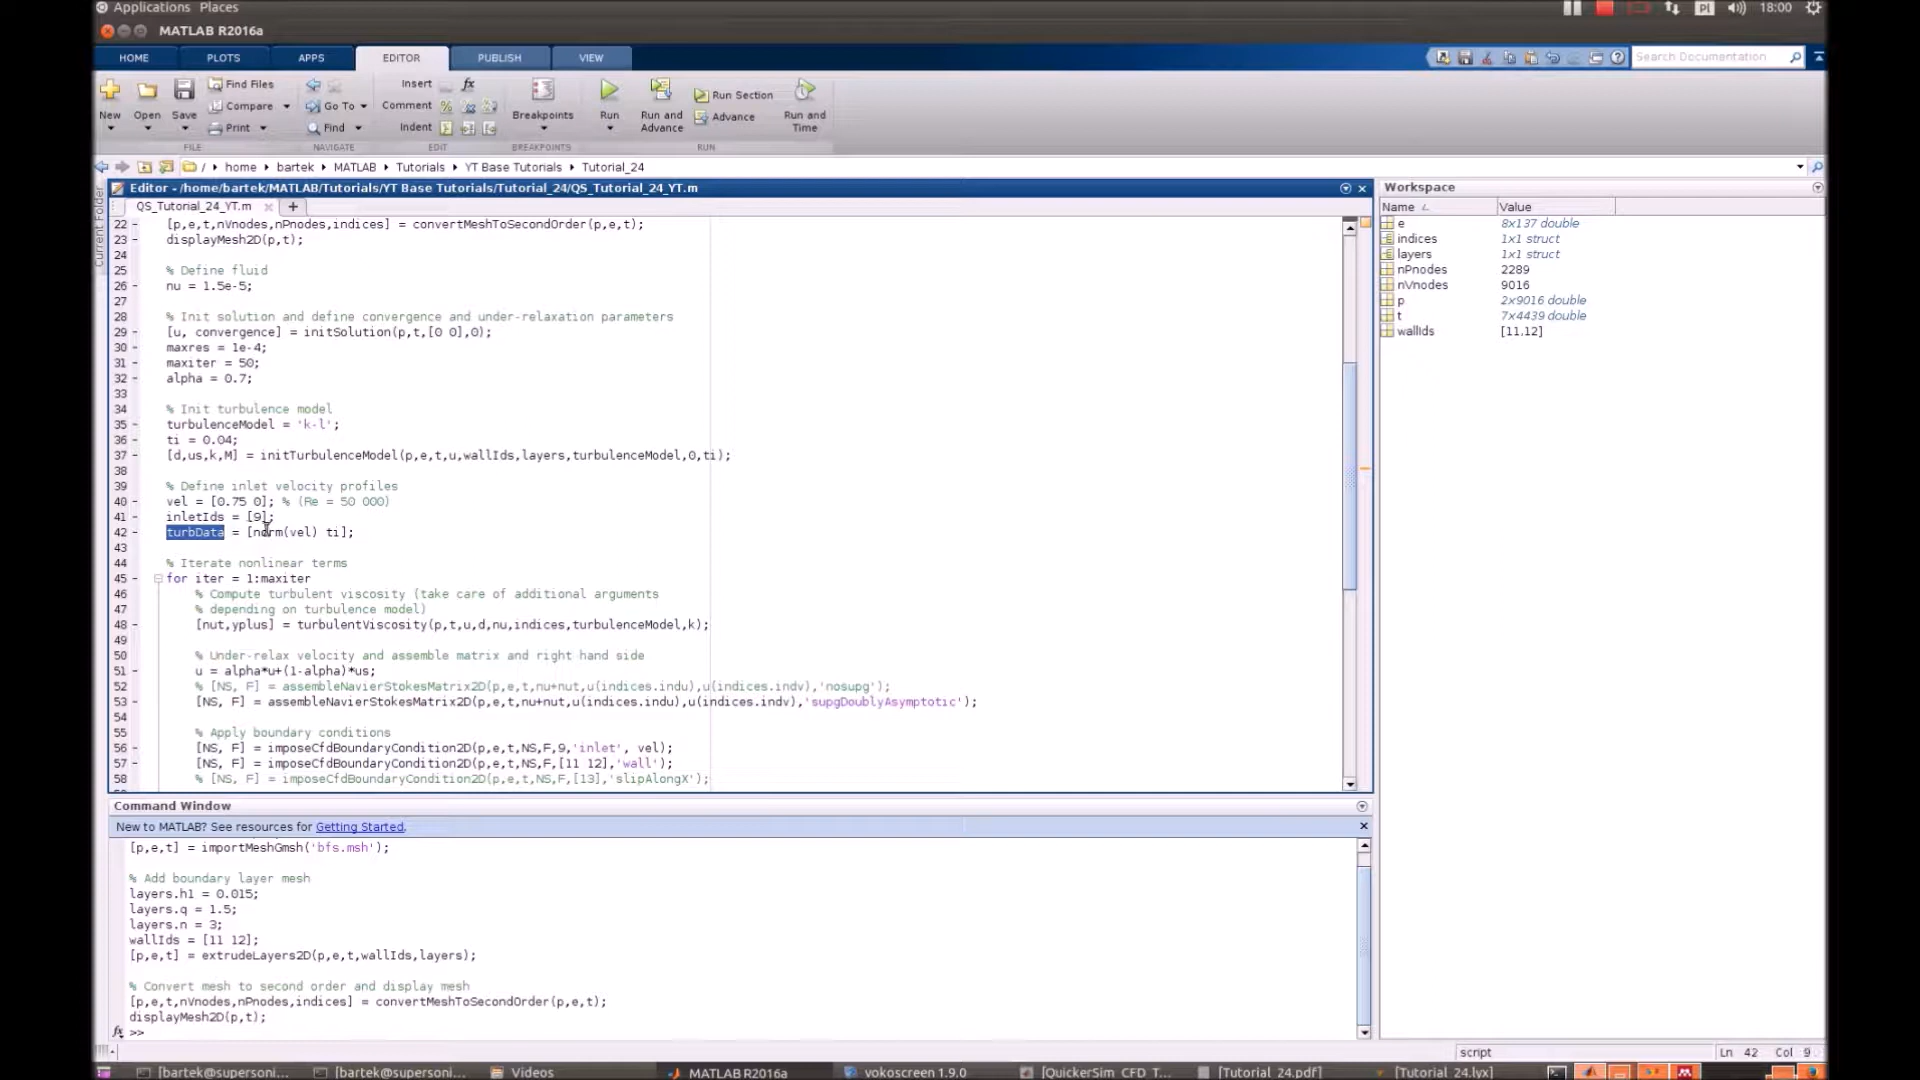 Applications Places
Pl 18:00
MATLAB R2016a
HOME PLOTS APPS EDITOR PUBLISH VIEW
Search Documentation
New Open Save Find Files Compare Print
Go To Find
Insert fx Comment Indent
Breakpoints
Run Run and Advance Run Section Advance Run and Time
FILE NAVIGATE EDIT BREAKPOINTS RUN
/ home bartek MATLAB Tutorials YT Base Tutorials Tutorial_24
Current Folder
Editor - /home/bartek/MATLAB/Tutorials/YT Base Tutorials/Tutorial_24/QS_Tutorial_24_YT.m
QS_Tutorial_24_YT.m
22 - [p,e,t,nVnodes,nPnodes,indices] = convertMeshToSecondOrder(p,e,t);
23 - displayMesh2D(p,t);
24
25 % Define fluid
26 - nu = 1.5e-5;
27
28 % Init solution and define convergence and under-relaxation parameters
29 - [u, convergence] = initSolution(p,t,[0 0],0);
30 - maxres = 1e-4;
31 - maxiter = 50;
32 - alpha = 0.7;
33
34 % Init turbulence model
35 - turbulenceModel = 'k-l';
36 - ti = 0.04;
37 - [d,us,k,M] = initTurbulenceModel(p,e,t,u,wallIds,layers,turbulenceModel,0,ti);
38
39 % Define inlet velocity profiles
40 - vel = [0.75 0]; % (Re = 50 000)
41 - inletIds = [9];
42 - turbData = [norm(vel) ti];
43
44 % Iterate nonlinear terms
45 - for iter = 1:maxiter
46 % Compute turbulent viscosity (take care of additional arguments
47 % depending on turbulence model)
48 - [nut,yplus] = turbulentViscosity(p,t,u,d,nu,indices,turbulenceModel,k);
49
50 % Under-relax velocity and assemble matrix and right hand side
51 - u = alpha*u+(1-alpha)*us;
52 % [NS, F] = assembleNavierStokesMatrix2D(p,e,t,nu+nut,u(indices.indu),u(indices.indv),'nosupg');
53 - [NS, F] = assembleNavierStokesMatrix2D(p,e,t,nu+nut,u(indices.indu),u(indices.indv),'supgDoublyAsymptotic');
54
55 % Apply boundary conditions
56 - [NS, F] = imposeCfdBoundaryCondition2D(p,e,t,NS,F,9,'inlet', vel);
57 - [NS, F] = imposeCfdBoundaryCondition2D(p,e,t,NS,F,[11 12],'wall');
58 % [NS, F] = imposeCfdBoundaryCondition2D(p,e,t,NS,F,[13],'slipAlongX');
Workspace
Name Value
e 8x137 double
indices 1x1 struct
layers 1x1 struct
nPnodes 2289
nVnodes 9016
p 2x9016 double
t 7x4439 double
wallIds [11,12]
Command Window
New to MATLAB? See resources for Getting Started.
[p,e,t] = importMeshGmsh('bfs.msh');
% Add boundary layer mesh
layers.h1 = 0.015;
layers.q = 1.5;
layers.n = 3;
wallIds = [11 12];
[p,e,t] = extrudeLayers2D(p,e,t,wallIds,layers);
% Convert mesh to second order and display mesh
[p,e,t,nVnodes,nPnodes,indices] = convertMeshToSecondOrder(p,e,t);
displayMesh2D(p,t);
fx >>
script Ln 42 Col 9
[bartek@supersoni... [bartek@supersoni... Videos MATLAB R2016a vokoscreen 1.9.0 [QuickerSim_CFD_T... [Tutorial_24.pdf] [Tutorial_24.lyx]